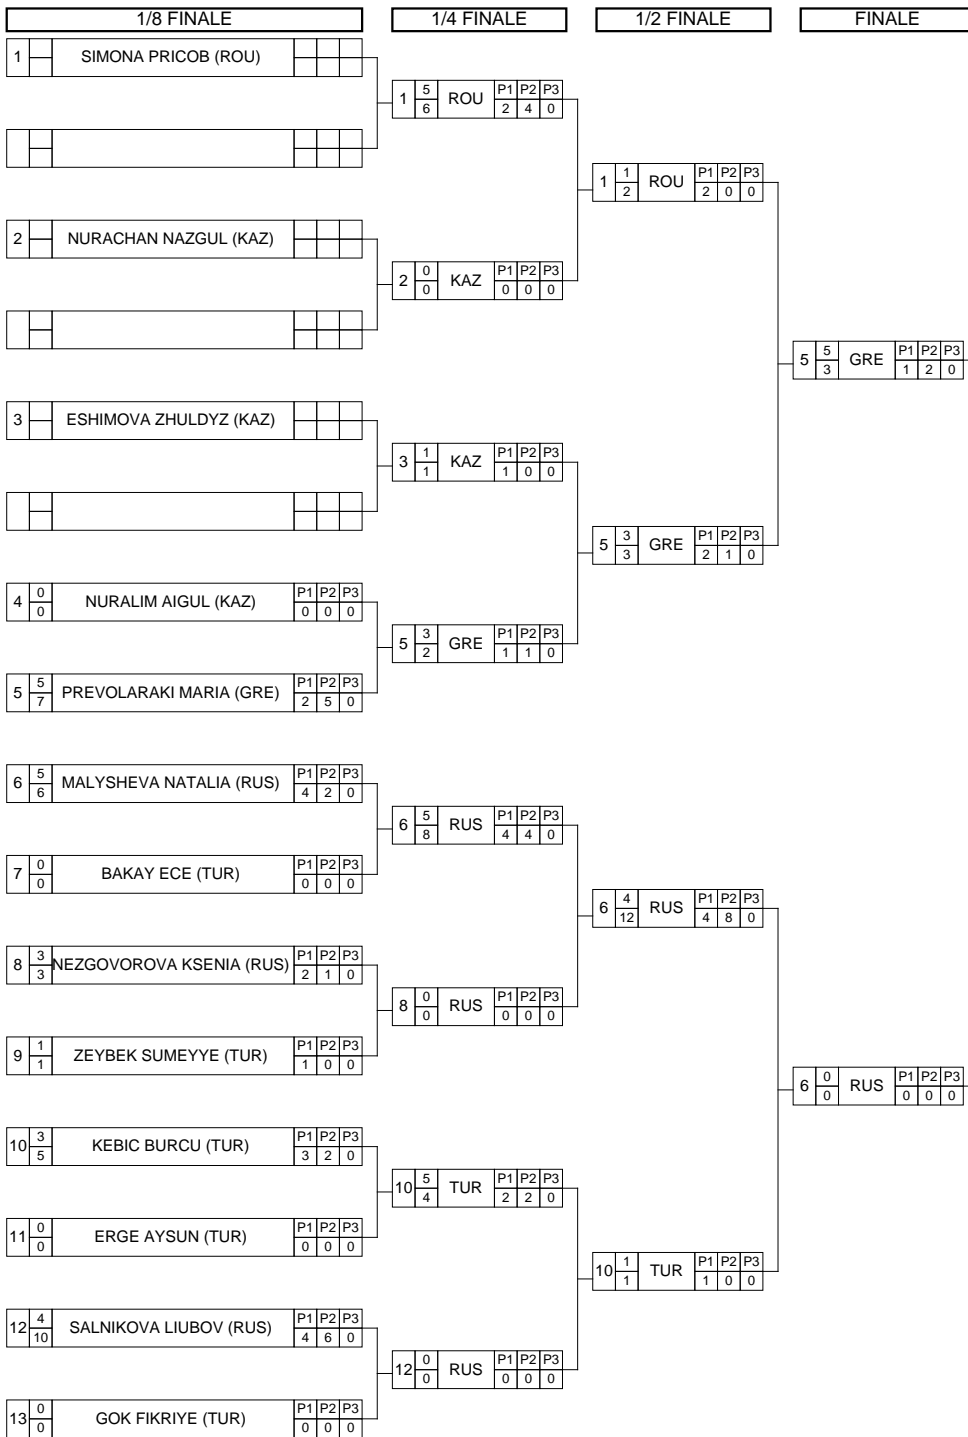 1/8 FINALE 1/4 FINALE 1/2 FINALE FINALE
1 SIMONA PRICOB (ROU)
1 5 6 ROU P1 P2 P3 2 4 0
1 1 2 ROU P1 P2 P3 2 0 0
2 NURACHAN NAZGUL (KAZ)
2 0 0 KAZ P1 P2 P3 0 0 0
5 5 3 GRE P1 P2 P3 1 2 0
3 ESHIMOVA ZHULDYZ (KAZ)
3 1 1 KAZ P1 P2 P3 1 0 0
5 3 3 GRE P1 P2 P3 2 1 0
4 0 0 NURALIM AIGUL (KAZ) P1 P2 P3 0 0 0
5 3 2 GRE P1 P2 P3 1 1 0
5 5 7 PREVOLARAKI MARIA (GRE) P1 P2 P3 2 5 0
6 5 6 MALYSHEVA NATALIA (RUS) P1 P2 P3 4 2 0
6 5 8 RUS P1 P2 P3 4 4 0
7 0 0 BAKAY ECE (TUR) P1 P2 P3 0 0 0
6 4 12 RUS P1 P2 P3 4 8 0
8 3 3 NEZGOVOROVA KSENIA (RUS) P1 P2 P3 2 1 0
8 0 0 RUS P1 P2 P3 0 0 0
9 1 1 ZEYBEK SUMEYYE (TUR) P1 P2 P3 1 0 0
6 0 0 RUS P1 P2 P3 0 0 0
10 3 5 KEBIC BURCU (TUR) P1 P2 P3 3 2 0
10 5 4 TUR P1 P2 P3 2 2 0
11 0 0 ERGE AYSUN (TUR) P1 P2 P3 0 0 0
10 1 1 TUR P1 P2 P3 1 0 0
12 4 10 SALNIKOVA LIUBOV (RUS) P1 P2 P3 4 6 0
12 0 0 RUS P1 P2 P3 0 0 0
13 0 0 GOK FIKRIYE (TUR) P1 P2 P3 0 0 0